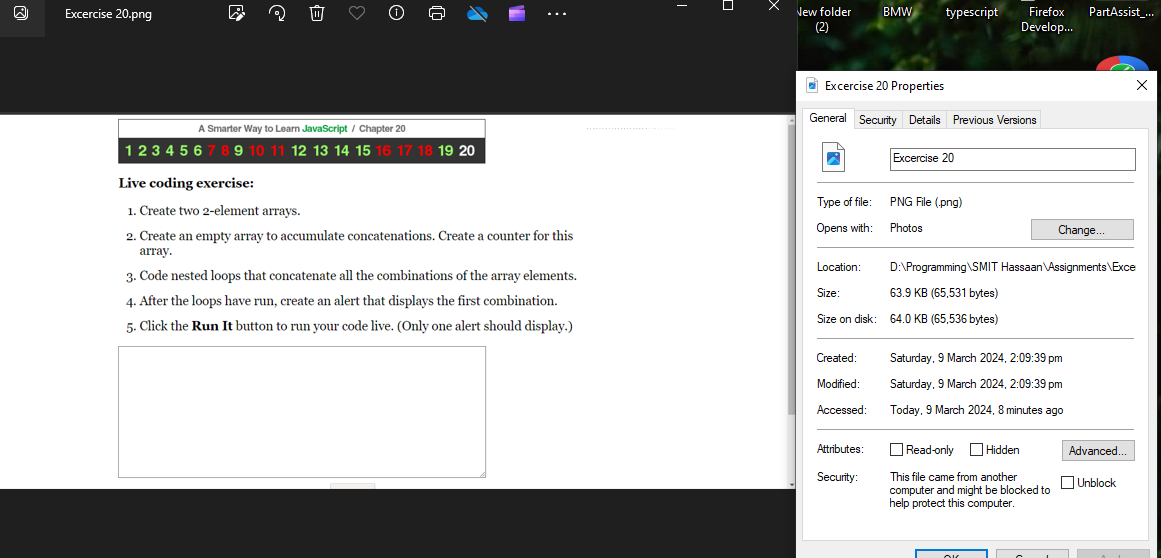 Excercise 20.png
New folder (2)
BMW
typescript
Firefox Develop...
PartAssist_...
A Smarter Way to Learn JavaScript / Chapter 20
1 2 3 4 5 6 7 8 9 10 11 12 13 14 15 16 17 18 19 20
Live coding exercise:
1. Create two 2-element arrays.
2. Create an empty array to accumulate concatenations. Create a counter for this
array.
3. Code nested loops that concatenate all the combinations of the array elements.
4. After the loops have run, create an alert that displays the first combination.
5. Click the Run It button to run your code live. (Only one alert should display.)
Excercise 20 Properties
General Security Details Previous Versions
Excercise 20
Type of file: PNG File (.png)
Opens with: Photos Change...
Location: D:\Programming\SMIT Hassaan\Assignments\Exce
Size: 63.9 KB (65,531 bytes)
Size on disk: 64.0 KB (65,536 bytes)
Created: Saturday, 9 March 2024, 2:09:39 pm
Modified: Saturday, 9 March 2024, 2:09:39 pm
Accessed: Today, 9 March 2024, 8 minutes ago
Attributes: Read-only Hidden Advanced...
Security: This file came from another
computer and might be blocked to
help protect this computer.
Unblock